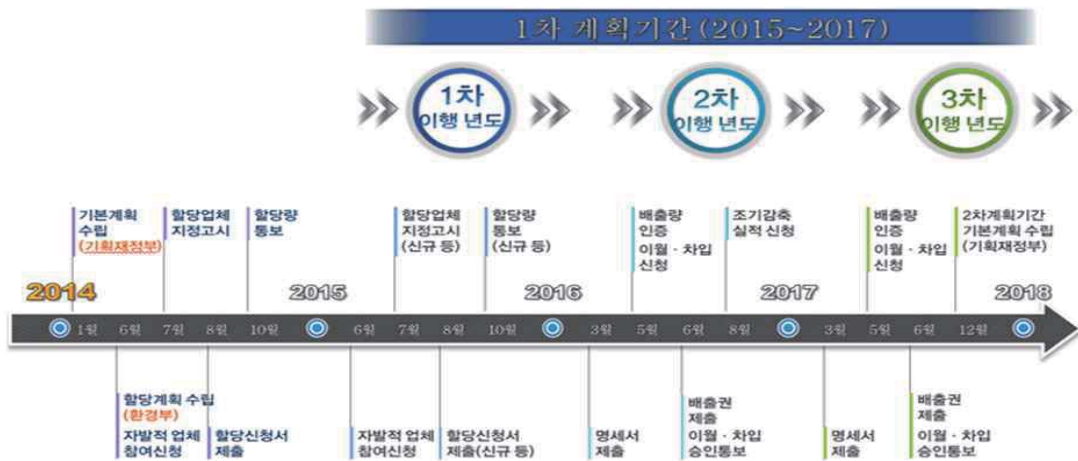 1차 계획기간(2015~2017)
1차
이행 년도
2차
이행 년도
3차
이행 년도
기본계획
수립
(기획재정부)
할당업체
지정고시
할당량
통보
할당업체
지정고시
(신규 등)
할당량
통보
(신규 등)
배출량
인증
이월 · 차입
신청
조기감축
실적 신청
배출량
인증
이월 · 차입
신청
2차계획기간
기본계획 수립
(기획재정부)
2014
2015
2016
2017
2018
1월 6월 7월 8월 10월 6월 7월 8월 10월 3월 5월 6월 8월 3월 5월 6월 12월
할당계획 수립
(환경부)
자발적 업체
참여신청
할당신청서
제출
자발적 업체
참여신청
할당신청서
제출(신규 등)
명세서
제출
배출권
제출
이월 · 차입
승인통보
명세서
제출
배출권
제출
이월 · 차입
승인통보